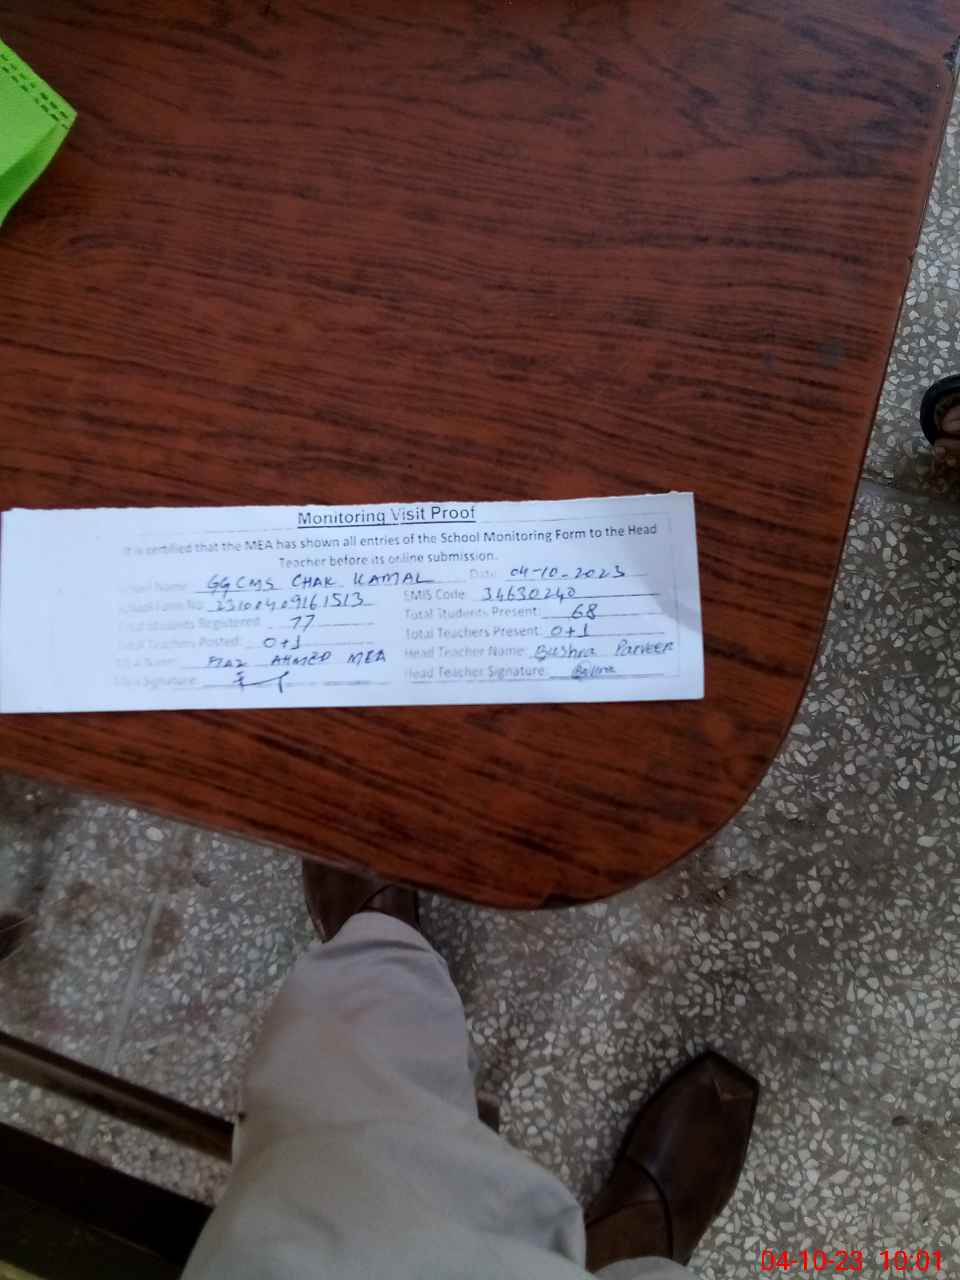 Monitoring Visit Proof
It is certified that the MEA has shown all entries of the School Monitoring Form to the Head
Teacher before its online submission.
School Name: GGCMS CHAK KAMAL Date: 04-10-2023
School Form No: 23100409161513 EMIS Code: 34630240
Total Students Registered: 77 Total Students Present: 68
Total Teachers Posted: 0+1 Total Teachers Present: 0+1
MEA Name: AHMED MEA Head Teacher Name: Bushra Parveen
MEA Signature: Head Teacher Signature: Bushra
04-10-23 10:01